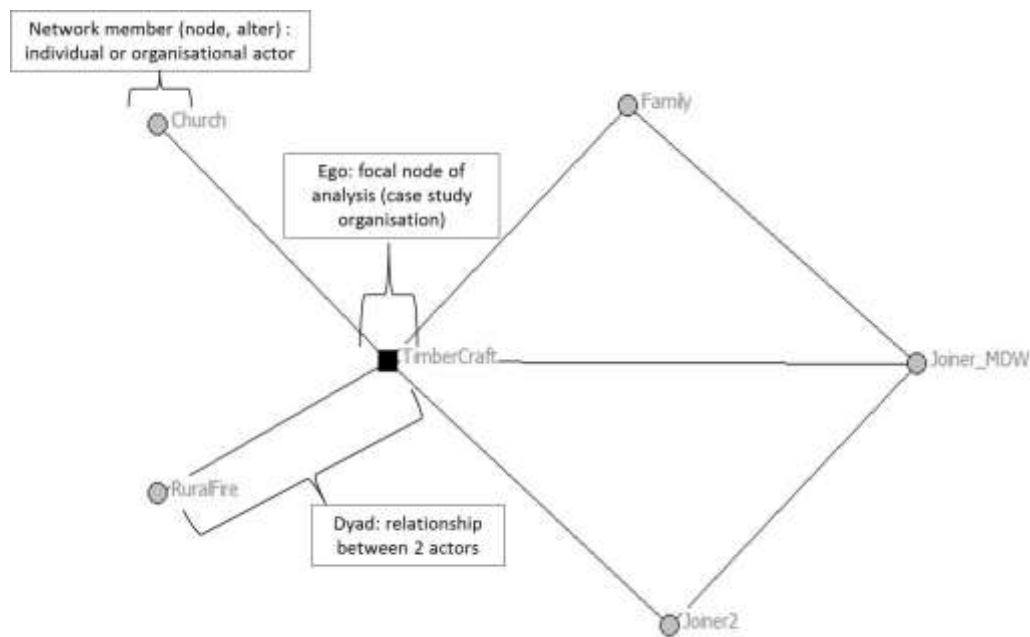 Network member (node, alter) :
individual or organisational actor
Church
Family
Ego: focal node of
analysis (case study
organisation)
TimberCraft
Joiner_MDW
RuralFire
Dyad: relationship
between 2 actors
Joiner2